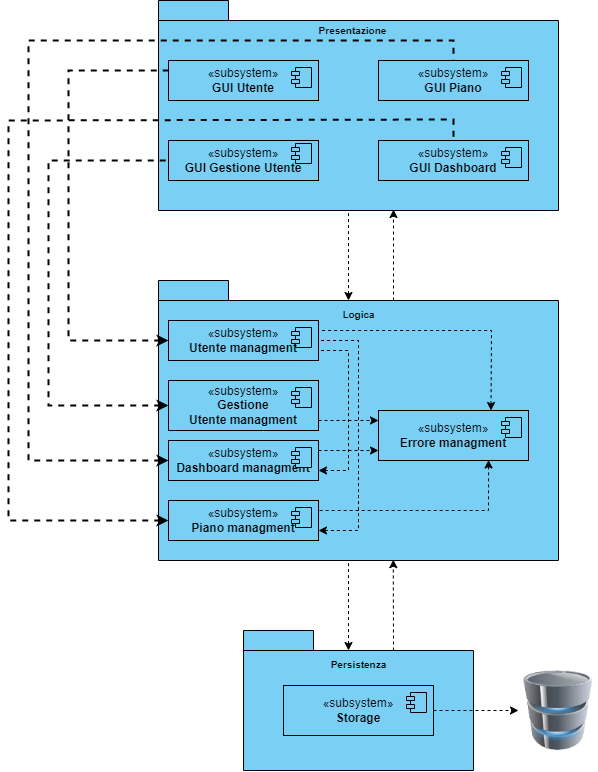 Presentazione
«subsystem»
GUI Utente
«subsystem»
GUI Piano
«subsystem»
GUI Gestione Utente
«subsystem»
GUI Dashboard
Logica
«subsystem»
Utente managment
«subsystem»
Gestione
Utente managment
«subsystem»
Errore managment
«subsystem»
Dashboard managment
«subsystem»
Piano managment
Persistenza
«subsystem»
Storage